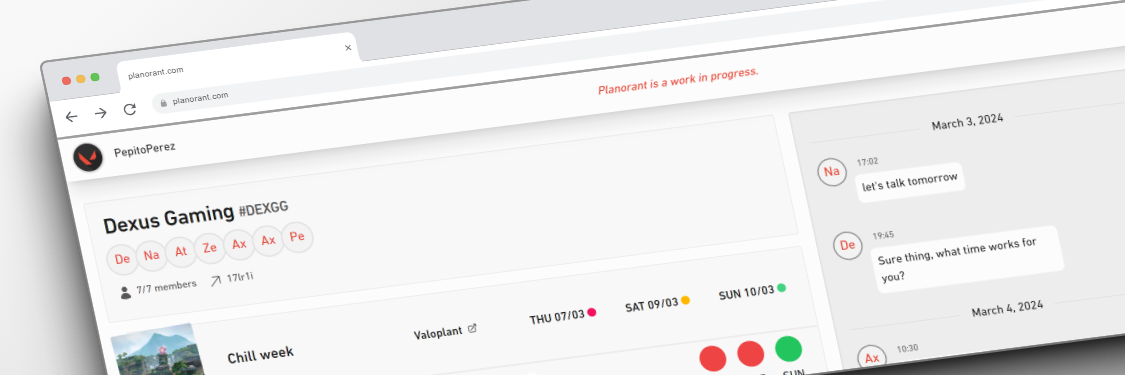 planorant.com
planorant.com
Planorant is a work in progress.
PepitoPerez
Dexus Gaming #DEXGG
De Na At Ze Ax Ax Pe
7/7 members 17lr1i
Chill week
Valoplant
THU 07/03
SAT 09/03
SUN 10/03
SUN
March 3, 2024
Na
17:02
let's talk tomorrow
De
19:45
Sure thing, what time works for
you?
March 4, 2024
Ax
10:30